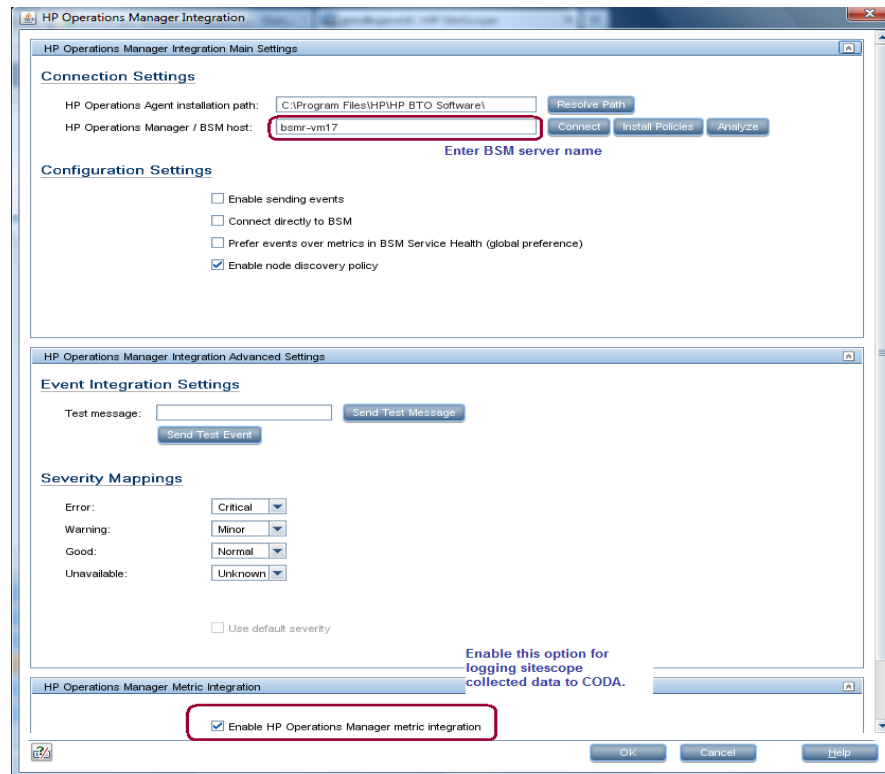 HP Operations Manager Integration
HP Operations Manager Integration Main Settings
Connection Settings
HP Operations Agent installation path: C:\Program Files\HP\HP BTO Software\ Resolve Path
HP Operations Manager / BSM host: bsmr-vm17 Connect Install Policies Analyze
Enter BSM server name
Configuration Settings
Enable sending events
Connect directly to BSM
Prefer events over metrics in BSM Service Health (global preference)
Enable node discovery policy
HP Operations Manager Integration Advanced Settings
Event Integration Settings
Test message: Send Test Message
Send Test Event
Severity Mappings
Error: Critical
Warning: Minor
Good: Normal
Unavailable: Unknown
Use default severity
Enable this option for
logging sitescope
collected data to CODA.
HP Operations Manager Metric Integration
Enable HP Operations Manager metric integration
OK Cancel Help